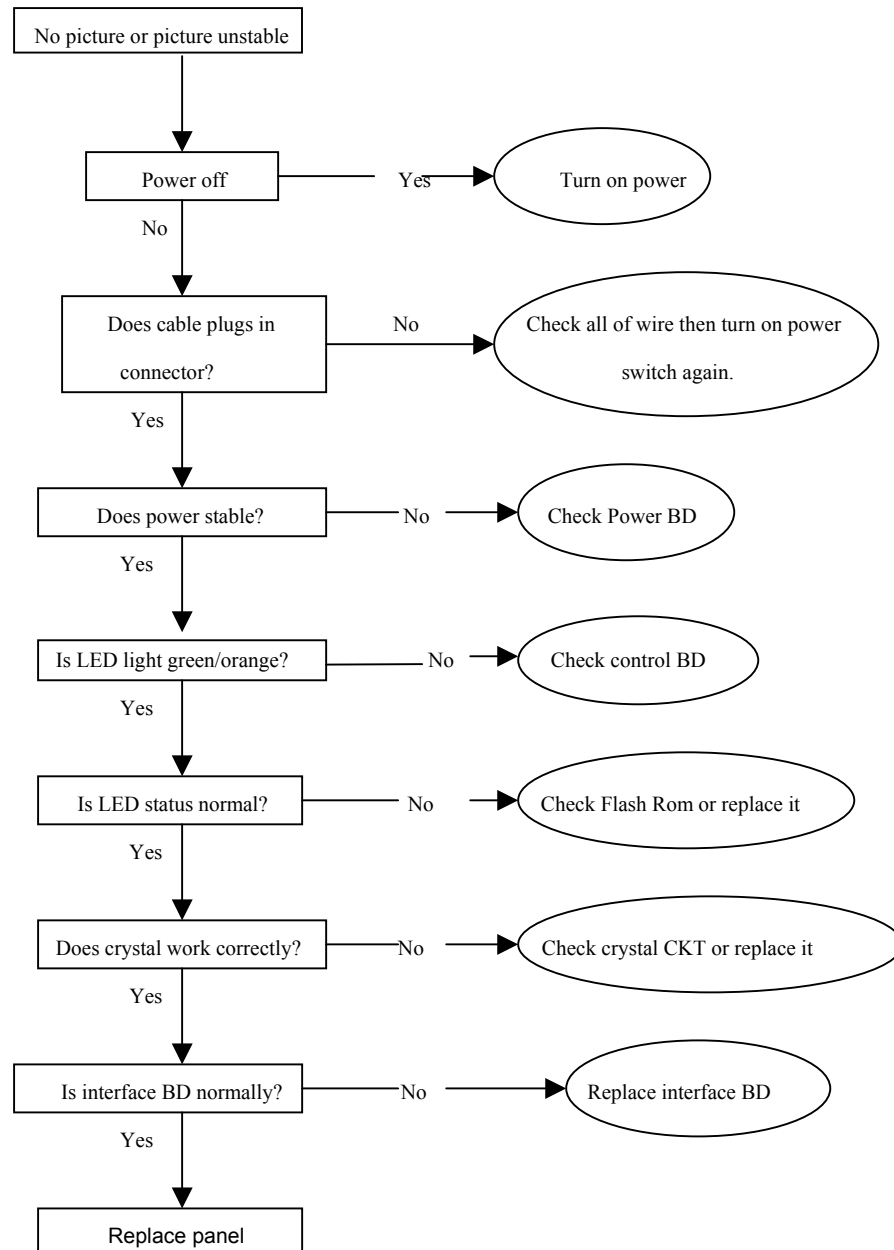 No picture or picture unstable
Power off
Yes
Turn on power
No
Does cable plugs in
connector?
No
Check all of wire then turn on power
switch again.
Yes
Does power stable?
No
Check Power BD
Yes
Is LED light green/orange?
No
Check control BD
Yes
Is LED status normal?
No
Check Flash Rom or replace it
Yes
Does crystal work correctly?
No
Check crystal CKT or replace it
Yes
Is interface BD normally?
No
Replace interface BD
Yes
Replace panel